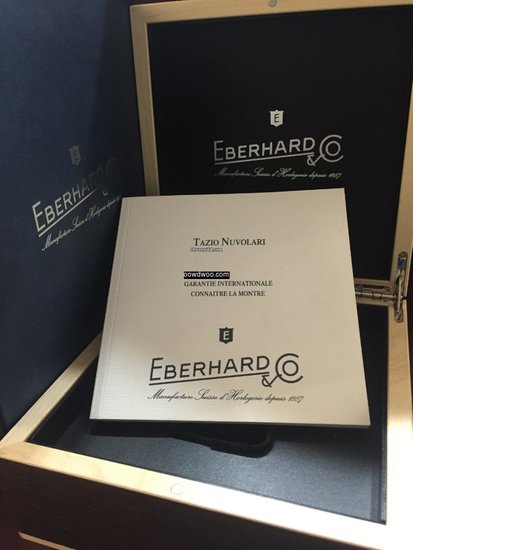 E
EBERHARD & CO
Manufacture Suisse d'Horlogerie depuis 1887
E
EBERHARD & CO
Manufacture Suisse d'Horlogerie depuis
TAZIO NUVOLARI
oowdwoo.com
GARANTIE INTERNATIONALE
CONNAITRE LA MONTRE
E
EBERHARD & CO
Manufacture Suisse d'Horlogerie depuis 1887